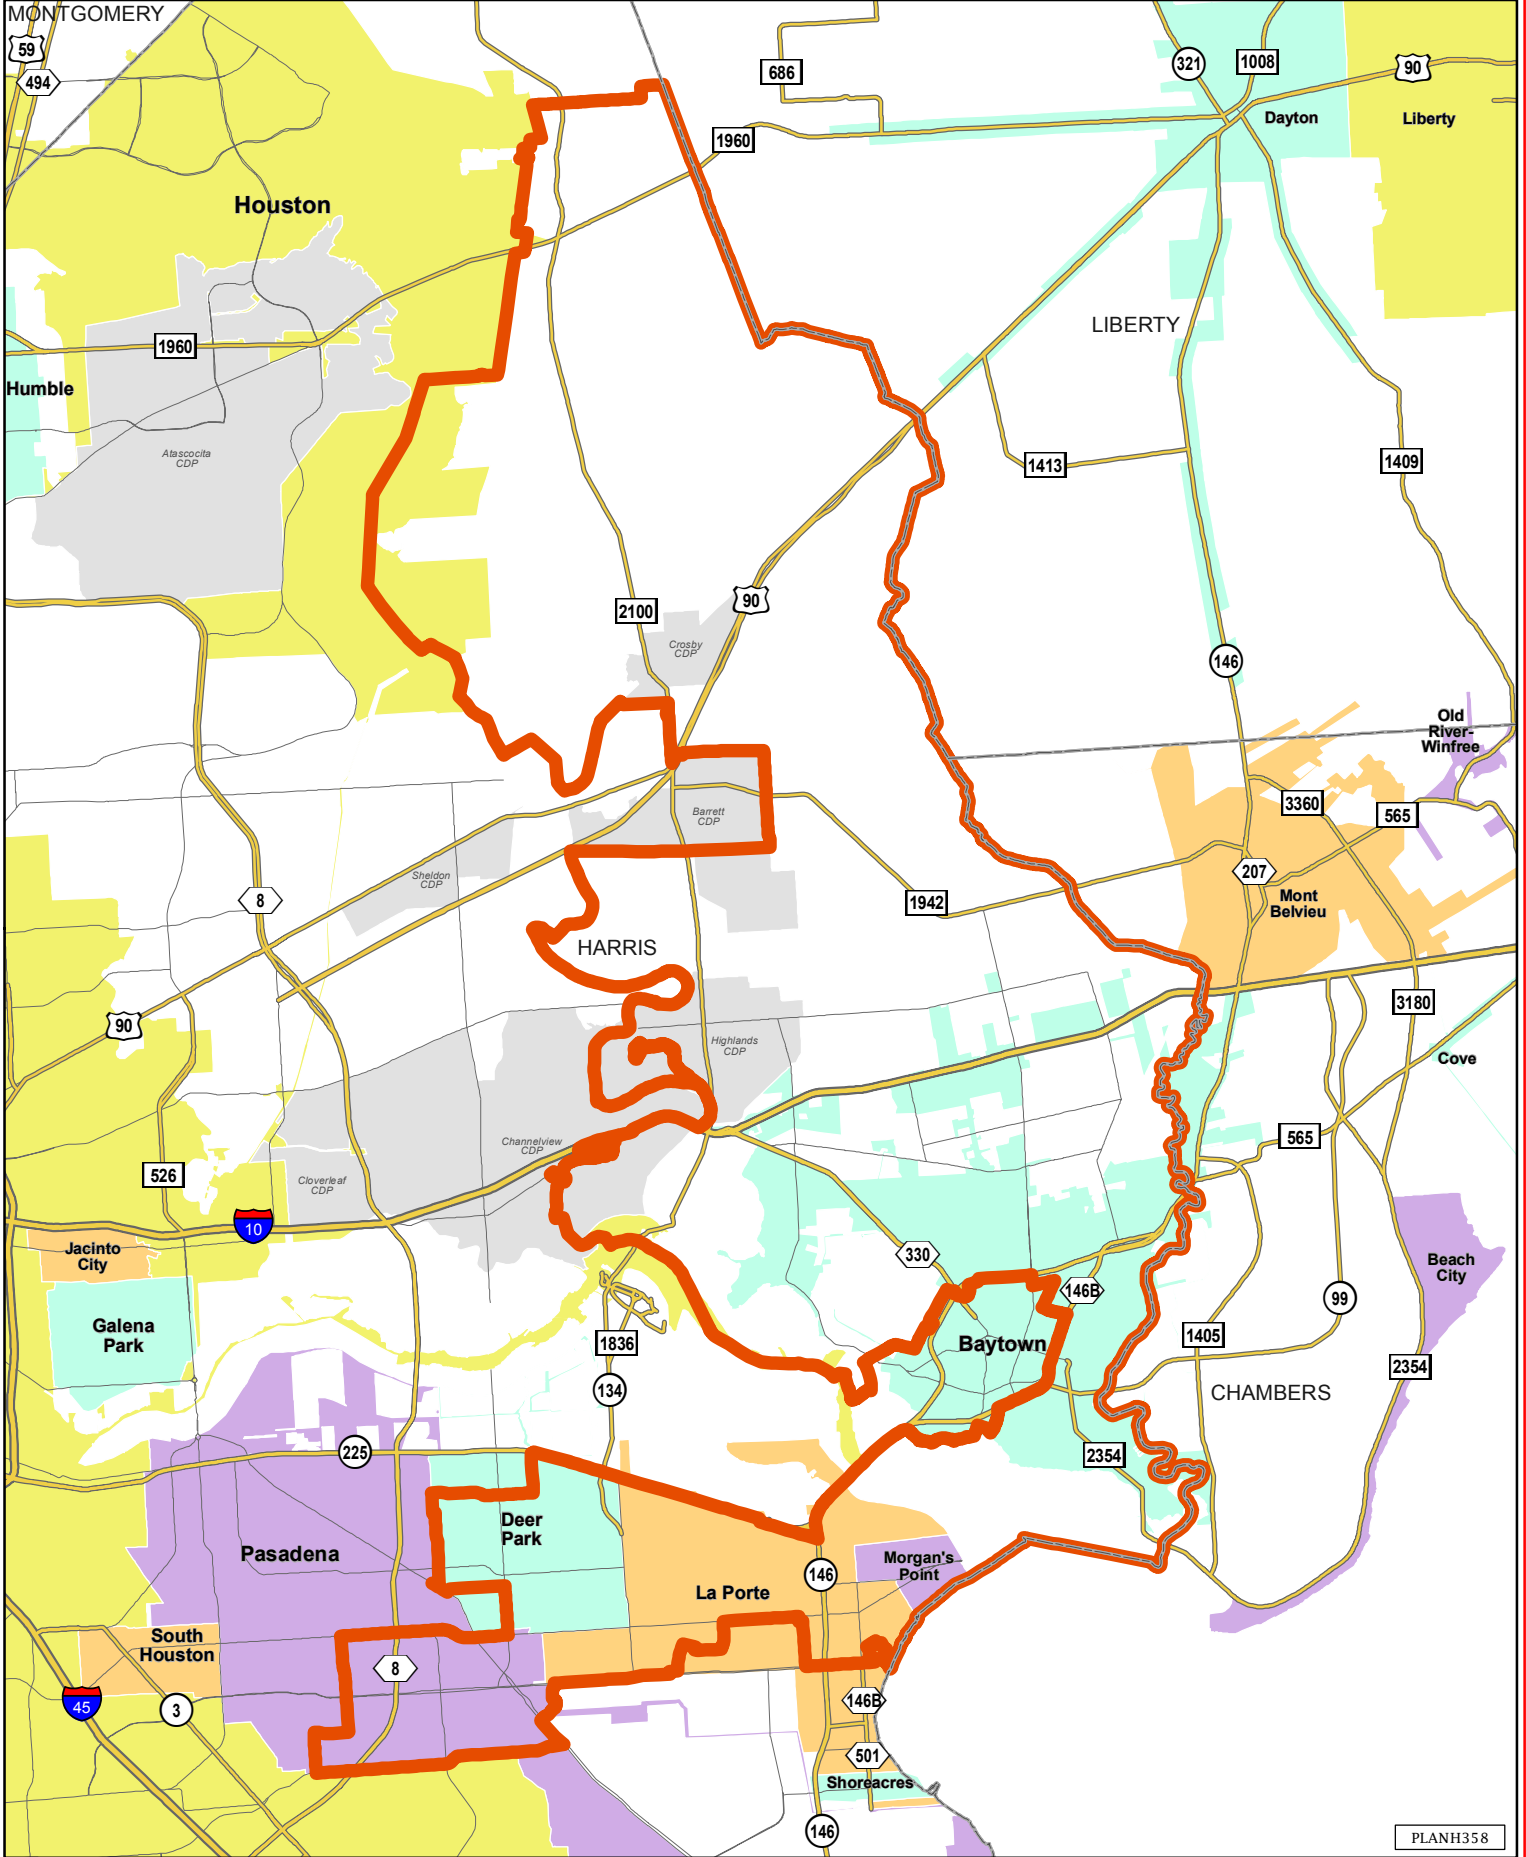 MONTGOMERY
59
494
686
321
1008
90
Dayton
Liberty
1960
Houston
LIBERTY
1960
Humble
Atascocita
CDP
1413
1409
2100
90
Crosby
CDP
146
Old
River-
Winfree
3360
565
Barrett
CDP
Sheldon
CDP
207
8
1942
Mont
Belvieu
HARRIS
90
3180
Highlands
CDP
Cove
565
Channelview
CDP
526
Cloverleaf
CDP
10
Jacinto
City
330
Beach
City
146B
99
Galena
Park
1836
Baytown
1405
2354
134
CHAMBERS
225
2354
Deer
Park
Pasadena
Morgan's
Point
146
La Porte
South
Houston
8
45
3
146B
501
Shoreacres
146
PLANH358